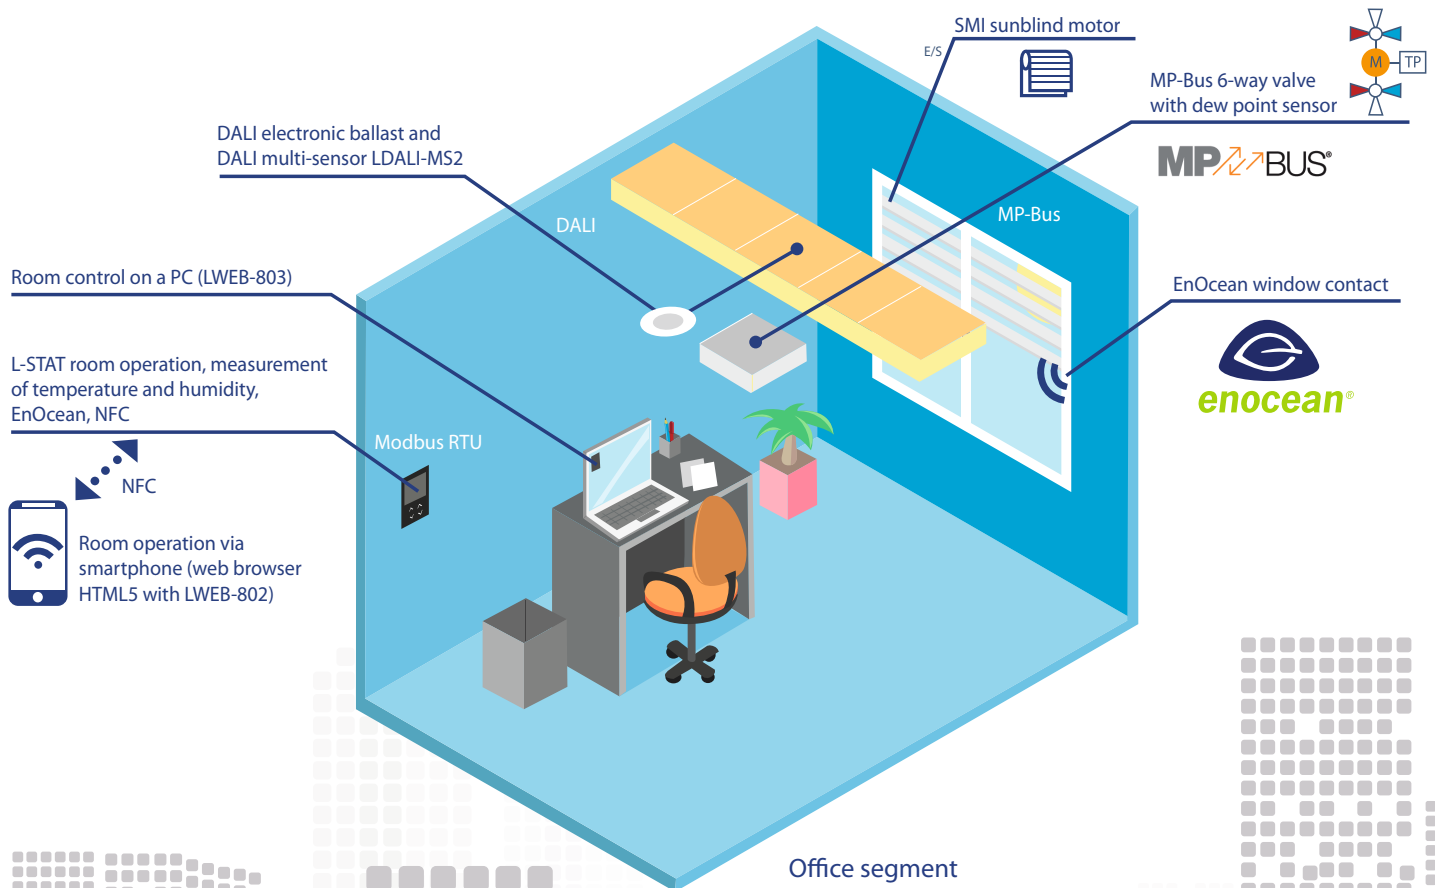 SMI sunblind motor
E/S
M
TP
MP-Bus 6-way valve
with dew point sensor
MP BUS®
DALI electronic ballast and
DALI multi-sensor LDALI-MS2
DALI
MP-Bus
Room control on a PC (LWEB-803)
EnOcean window contact
enocean®
L-STAT room operation, measurement
of temperature and humidity,
EnOcean, NFC
Modbus RTU
NFC
Room operation via
smartphone (web browser
HTML5 with LWEB-802)
Office segment